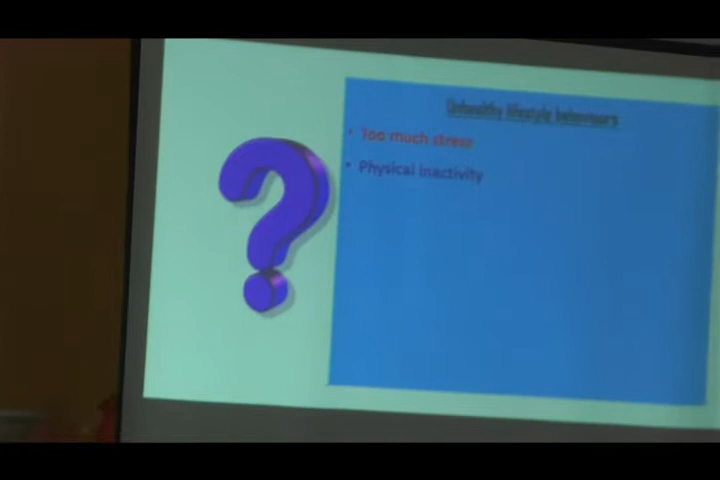 Unhealthy lifestyle behaviours
• Too much stress
• Physical inactivity